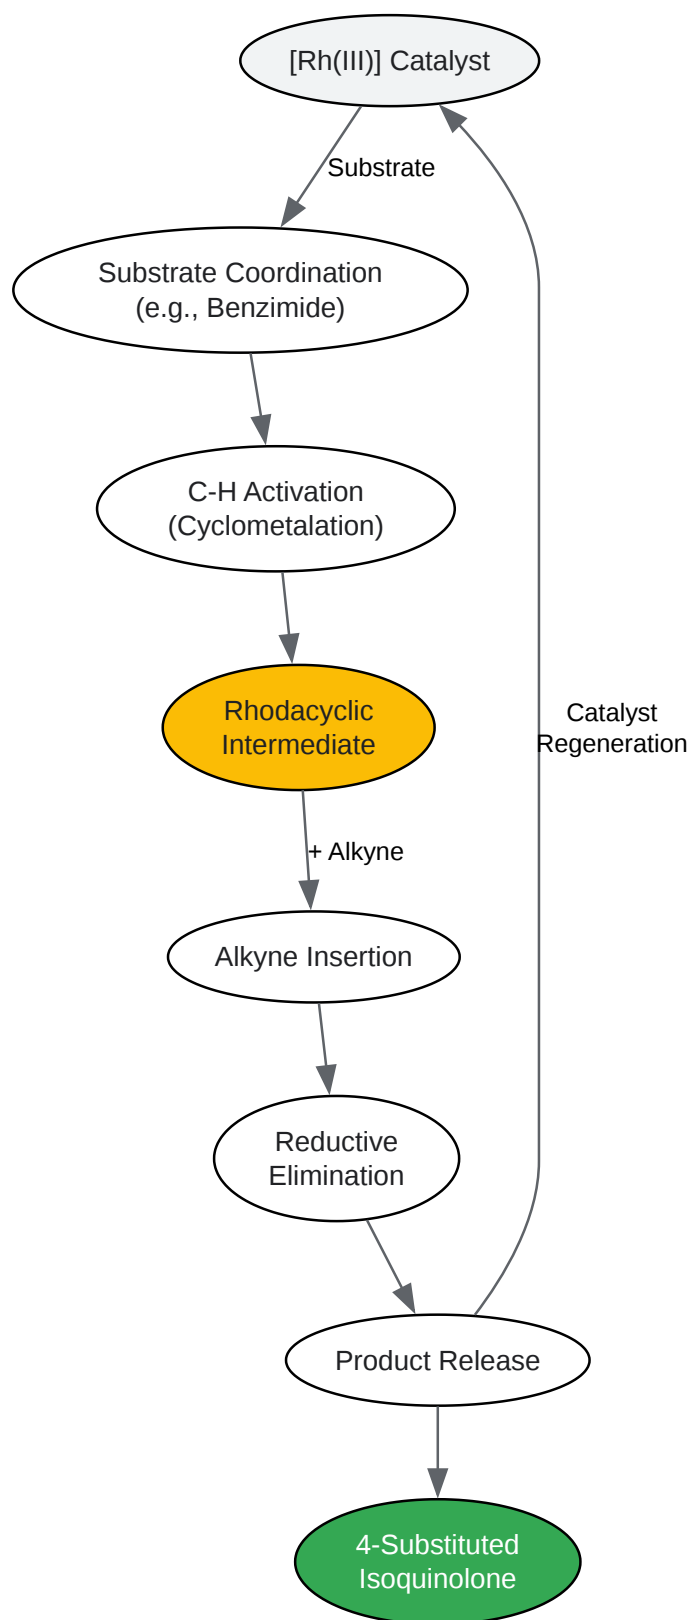 [Rh(III)] Catalyst
Substrate
Substrate Coordination
(e.g., Benzimide)
C-H Activation
(Cyclometalation)
Rhodacyclic
Intermediate
Catalyst
Regeneration
+ Alkyne
Alkyne Insertion
Reductive
Elimination
Product Release
4-Substituted
Isoquinolone